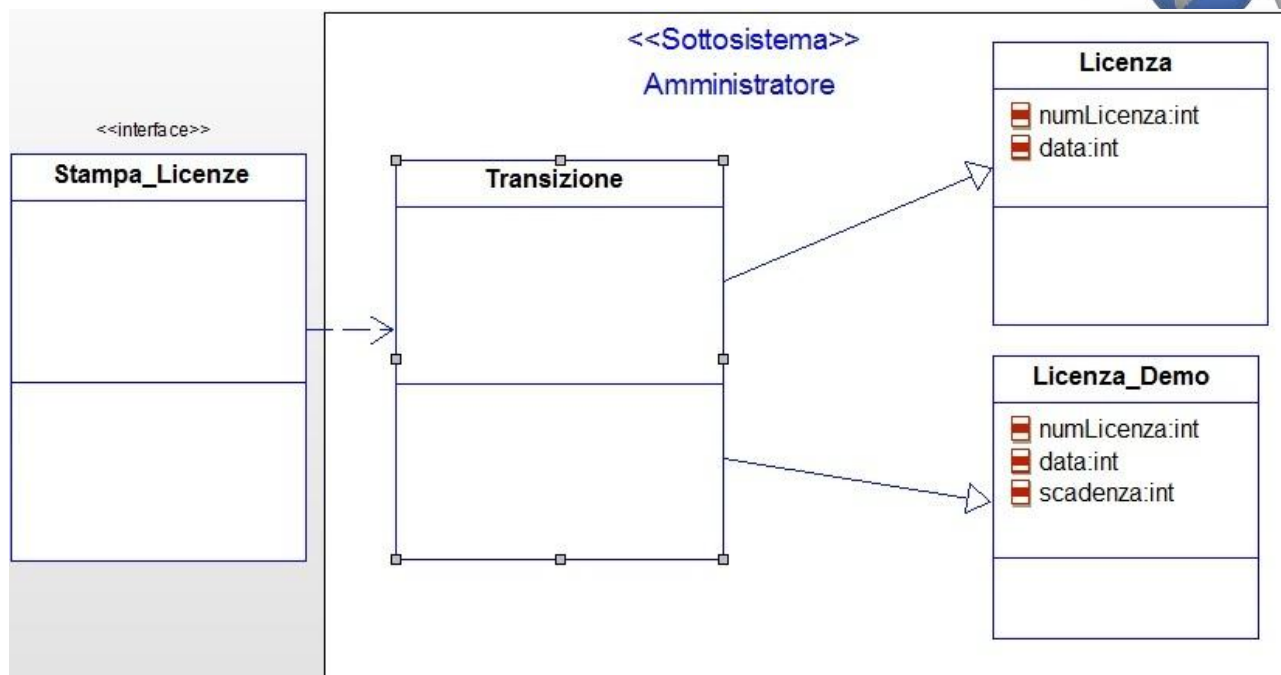 <<Sottosistema>>
Amministratore
<<interface>>
Stampa_Licenze
Transizione
Licenza
numLicenza:int
data:int
Licenza_Demo
numLicenza:int
data:int
scadenza:int